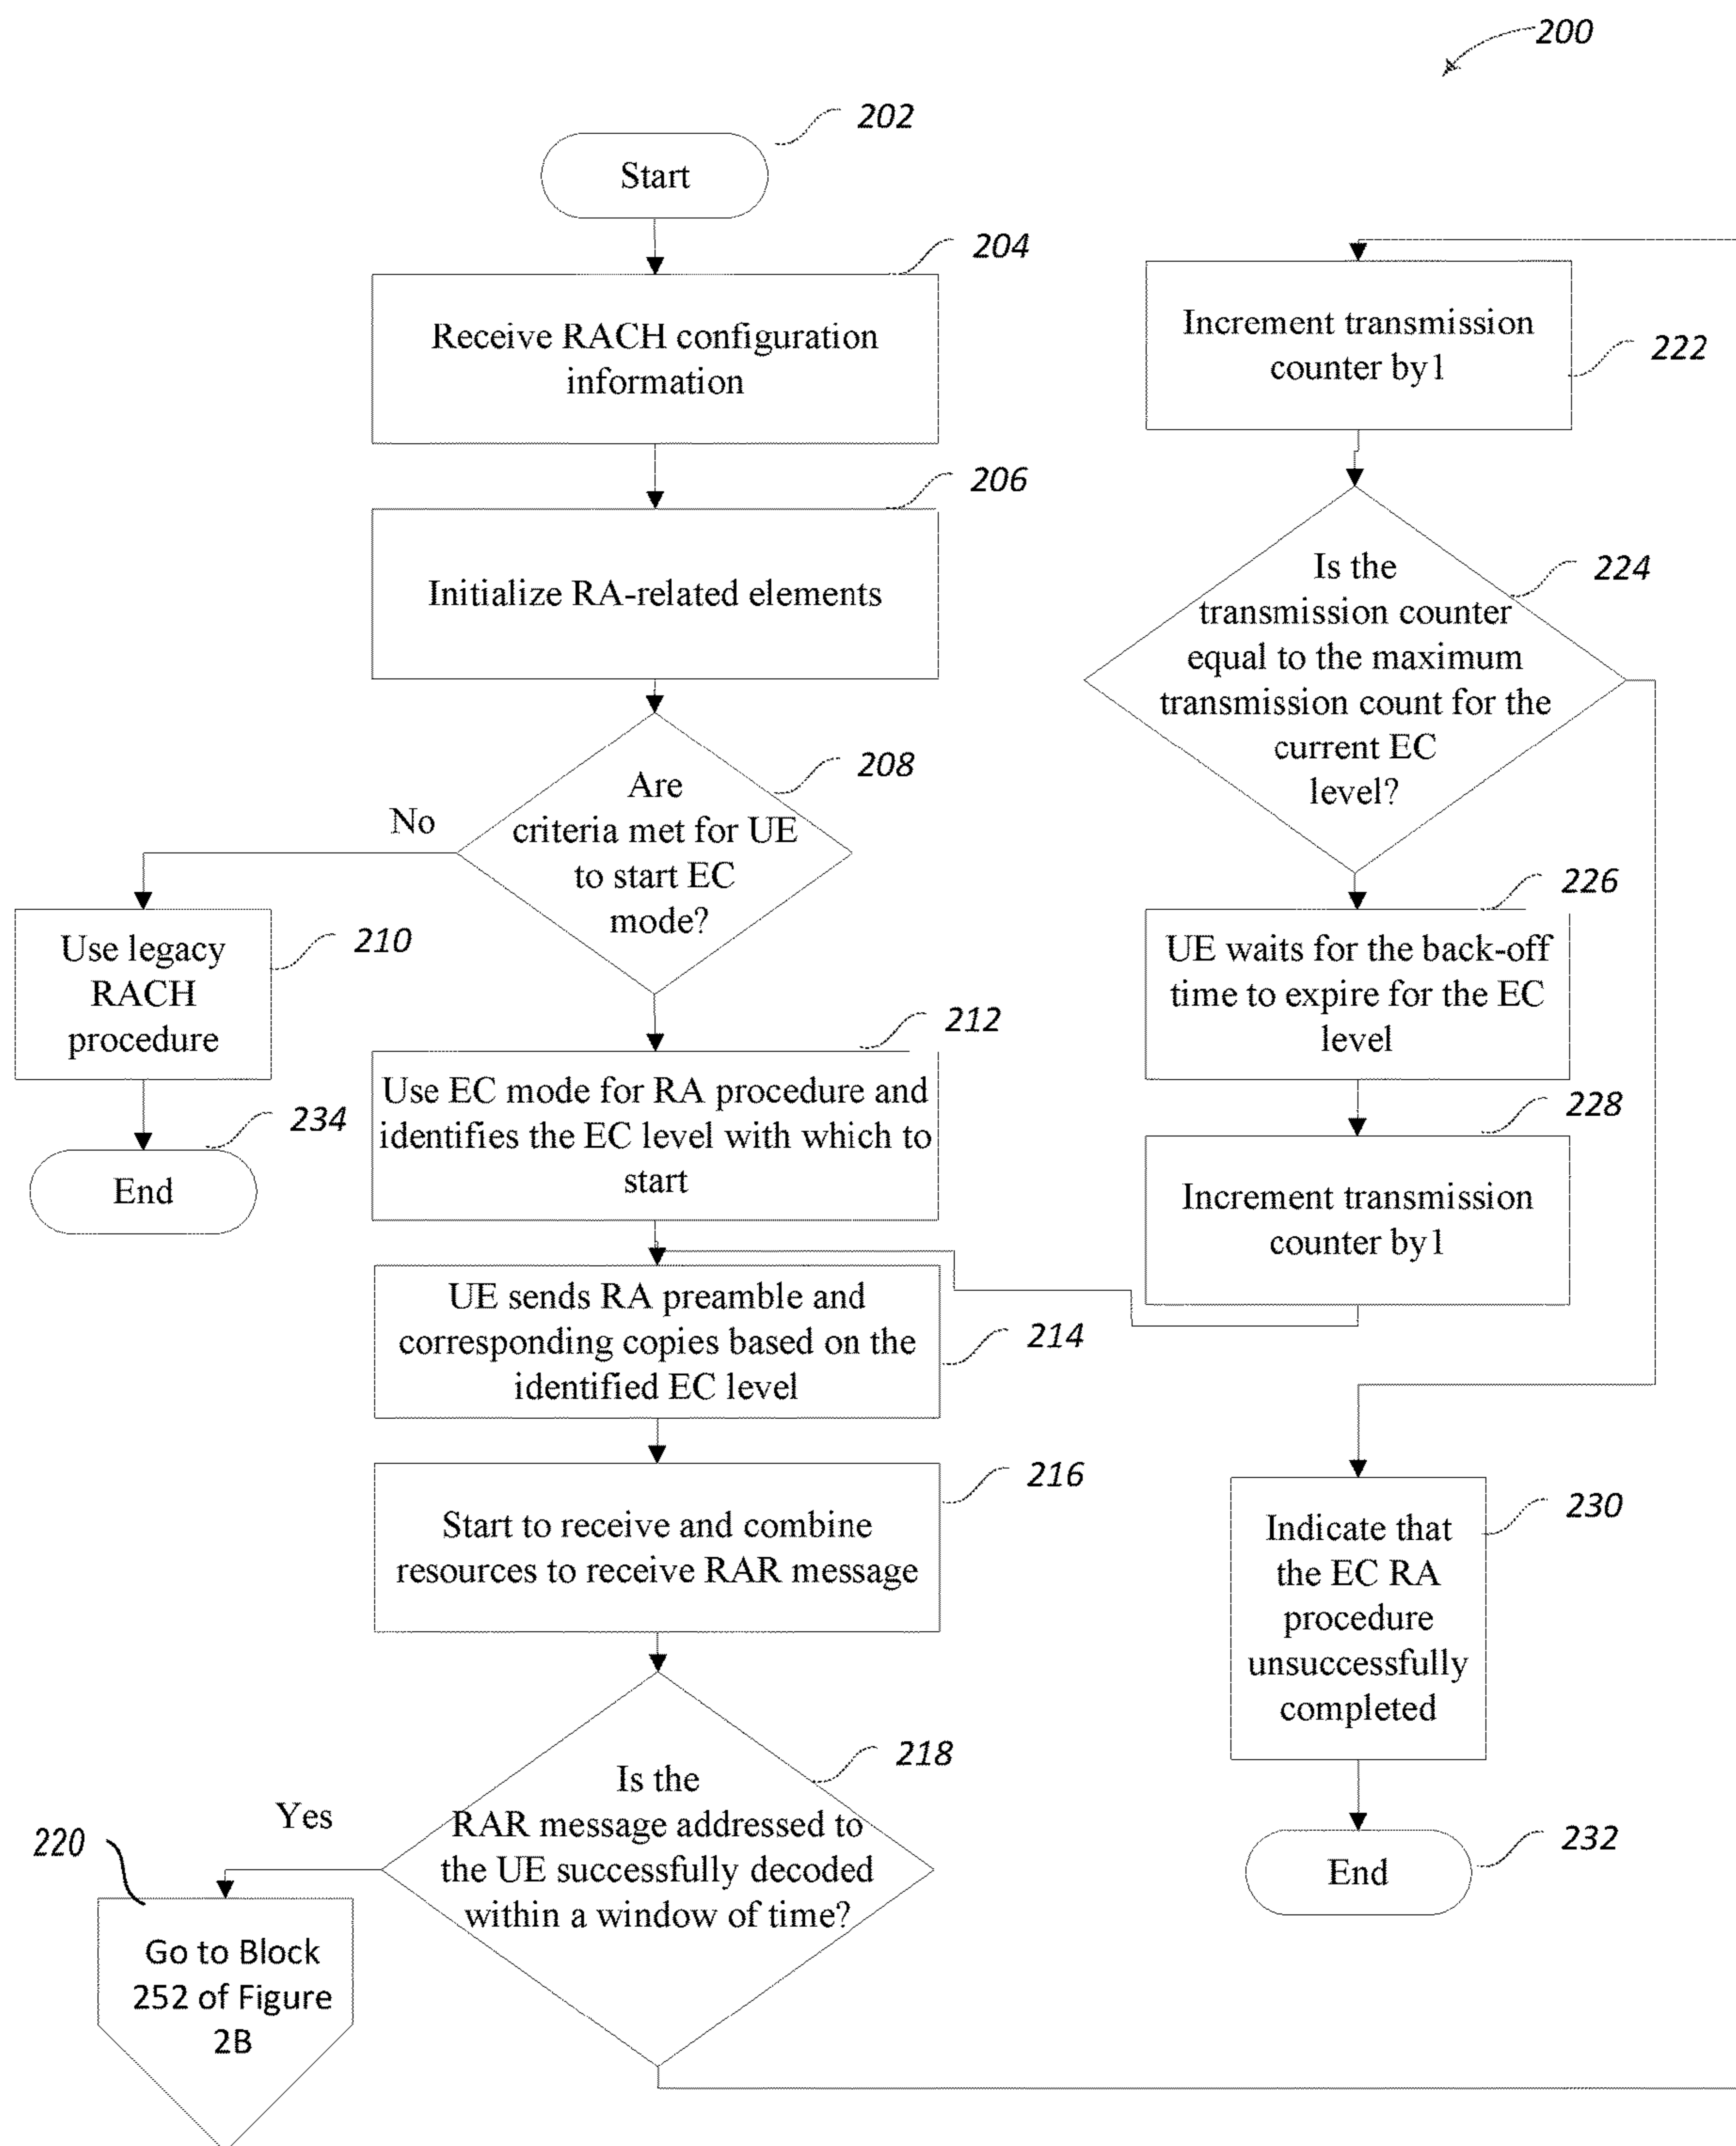 200
202
Start
204
Receive RACH configuration
information
206
Initialize RA-related elements
208
Are
criteria met for UE
to start EC
mode?
No
210
Use legacy
RACH
procedure
234
End
212
Use EC mode for RA procedure and
identifies the EC level with which to
start
UE sends RA preamble and
corresponding copies based on the
identified EC level
214
216
Start to receive and combine
resources to receive RAR message
218
Is the
RAR message addressed to
the UE successfully decoded
within a window of time?
Yes
220
Go to Block
252 of Figure
2B
Increment transmission
counter by1
222
224
Is the
transmission counter
equal to the maximum
transmission count for the
current EC
level?
226
UE waits for the back-off
time to expire for the EC
level
228
Increment transmission
counter by1
230
Indicate that
the EC RA
procedure
unsuccessfully
completed
232
End